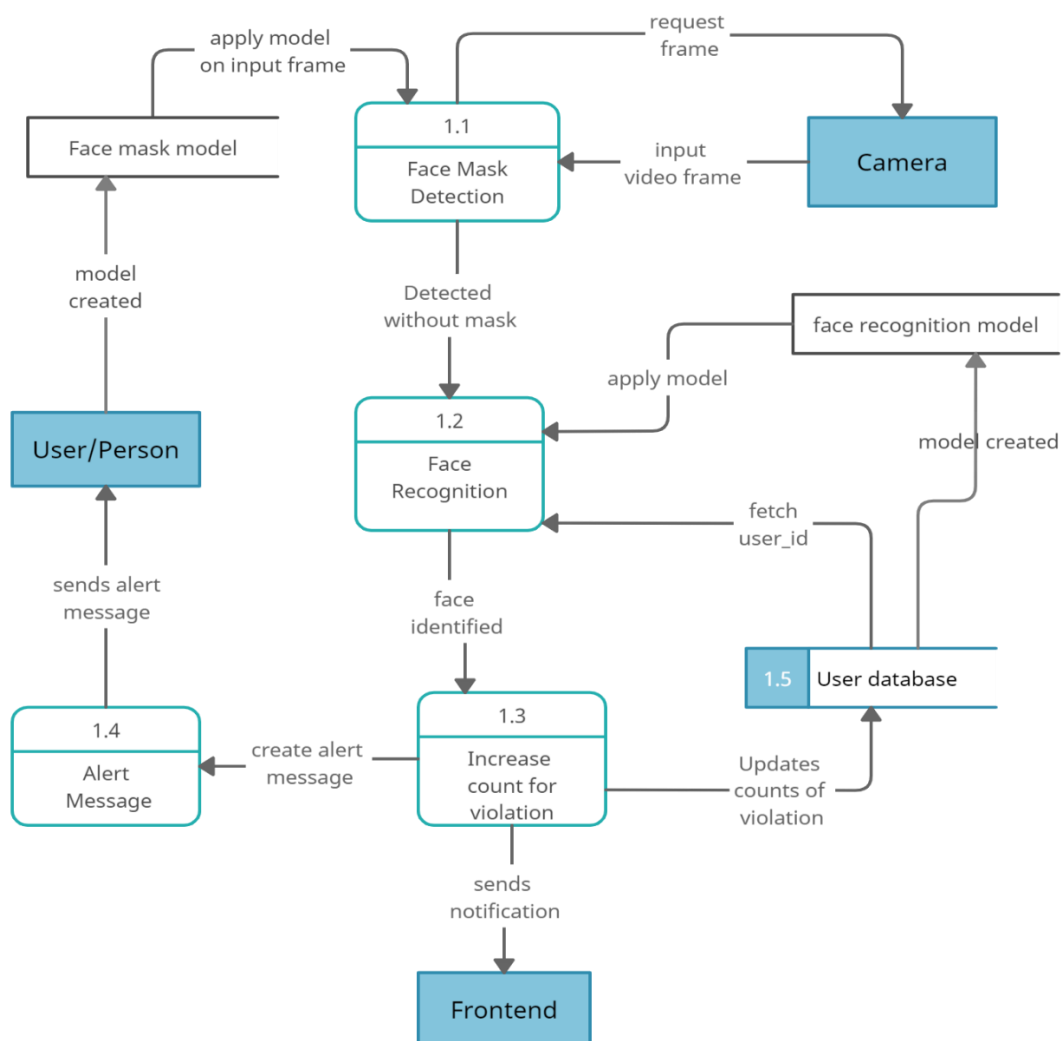 request
frame
apply model
on input frame
1.1
Face Mask
Detection
Face mask model
input
video frame
Camera
model
created
Detected
without mask
face recognition model
apply model
1.2
Face
Recognition
User/Person
model created
fetch
user_id
sends alert
message
face
identified
1.5
User database
1.3
Increase
count for
violation
1.4
Alert
Message
create alert
message
Updates
counts of
violation
sends
notification
Frontend